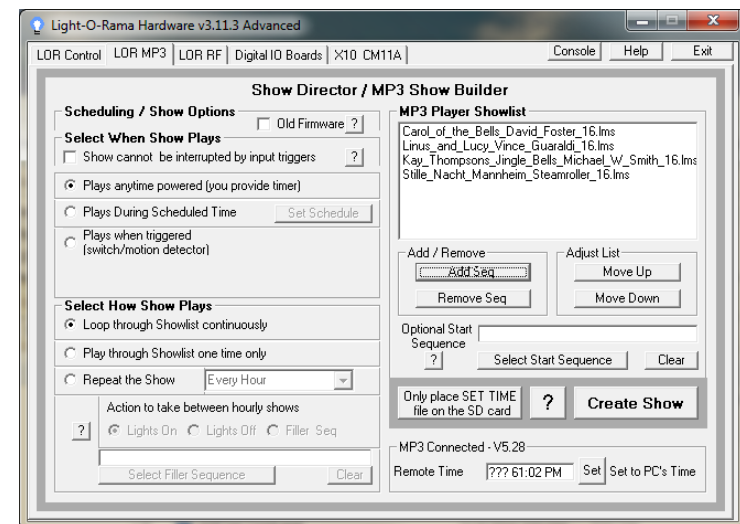 Light-O-Rama Hardware v3.11.3 Advanced
LOR Control LOR MP3 LOR RF Digital IO Boards X10 CM11A Console Help Exit
Show Director / MP3 Show Builder
Scheduling / Show Options
Old Firmware ?
Select When Show Plays
Show cannot be interrupted by input triggers ?
Plays anytime powered (you provide timer)
Plays During Scheduled Time Set Schedule
Plays when triggered
(switch/motion detector)
Select How Show Plays
Loop through Showlist continuously
Play through Showlist one time only
Repeat the Show Every Hour
Action to take between hourly shows
? Lights On Lights Off Filler Seq
Select Filler Sequence Clear
MP3 Player Showlist
Carol_of_the_Bells_David_Foster_16.lms
Linus_and_Lucy_Vince_Guaraldi_16.lms
Kay_Thompsons_Jingle_Bells_Michael_W_Smith_16.lms
Stille_Nacht_Mannheim_Steamroller_16.lms
Add / Remove
Add Seq
Remove Seq
Adjust List
Move Up
Move Down
Optional Start
Sequence
? Select Start Sequence Clear
Only place SET TIME
file on the SD card
? Create Show
MP3 Connected - V5.28
Remote Time ??? 61:02 PM Set Set to PC's Time